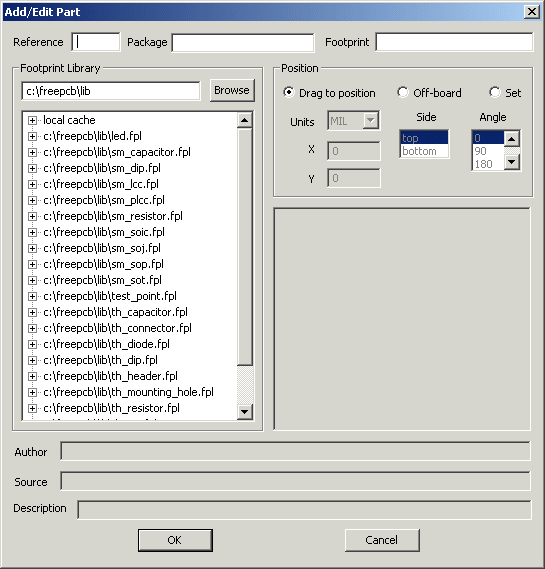 Add/Edit Part
Reference Package Footprint
Footprint Library
c:\freepcb\lib Browse
local cache
c:\freepcb\lib\led.fpl
c:\freepcb\lib\sm_capacitor.fpl
c:\freepcb\lib\sm_dip.fpl
c:\freepcb\lib\sm_lcc.fpl
c:\freepcb\lib\sm_plcc.fpl
c:\freepcb\lib\sm_resistor.fpl
c:\freepcb\lib\sm_soic.fpl
c:\freepcb\lib\sm_soj.fpl
c:\freepcb\lib\sm_sop.fpl
c:\freepcb\lib\sm_sot.fpl
c:\freepcb\lib\test_point.fpl
c:\freepcb\lib\th_capacitor.fpl
c:\freepcb\lib\th_connector.fpl
c:\freepcb\lib\th_diode.fpl
c:\freepcb\lib\th_dip.fpl
c:\freepcb\lib\th_header.fpl
c:\freepcb\lib\th_mounting_hole.fpl
c:\freepcb\lib\th_resistor.fpl
Position
Drag to position Off-board Set
Units MIL Side Angle
X 0 top 0
bottom 90
Y 0 180
Author
Source
Description
OK Cancel